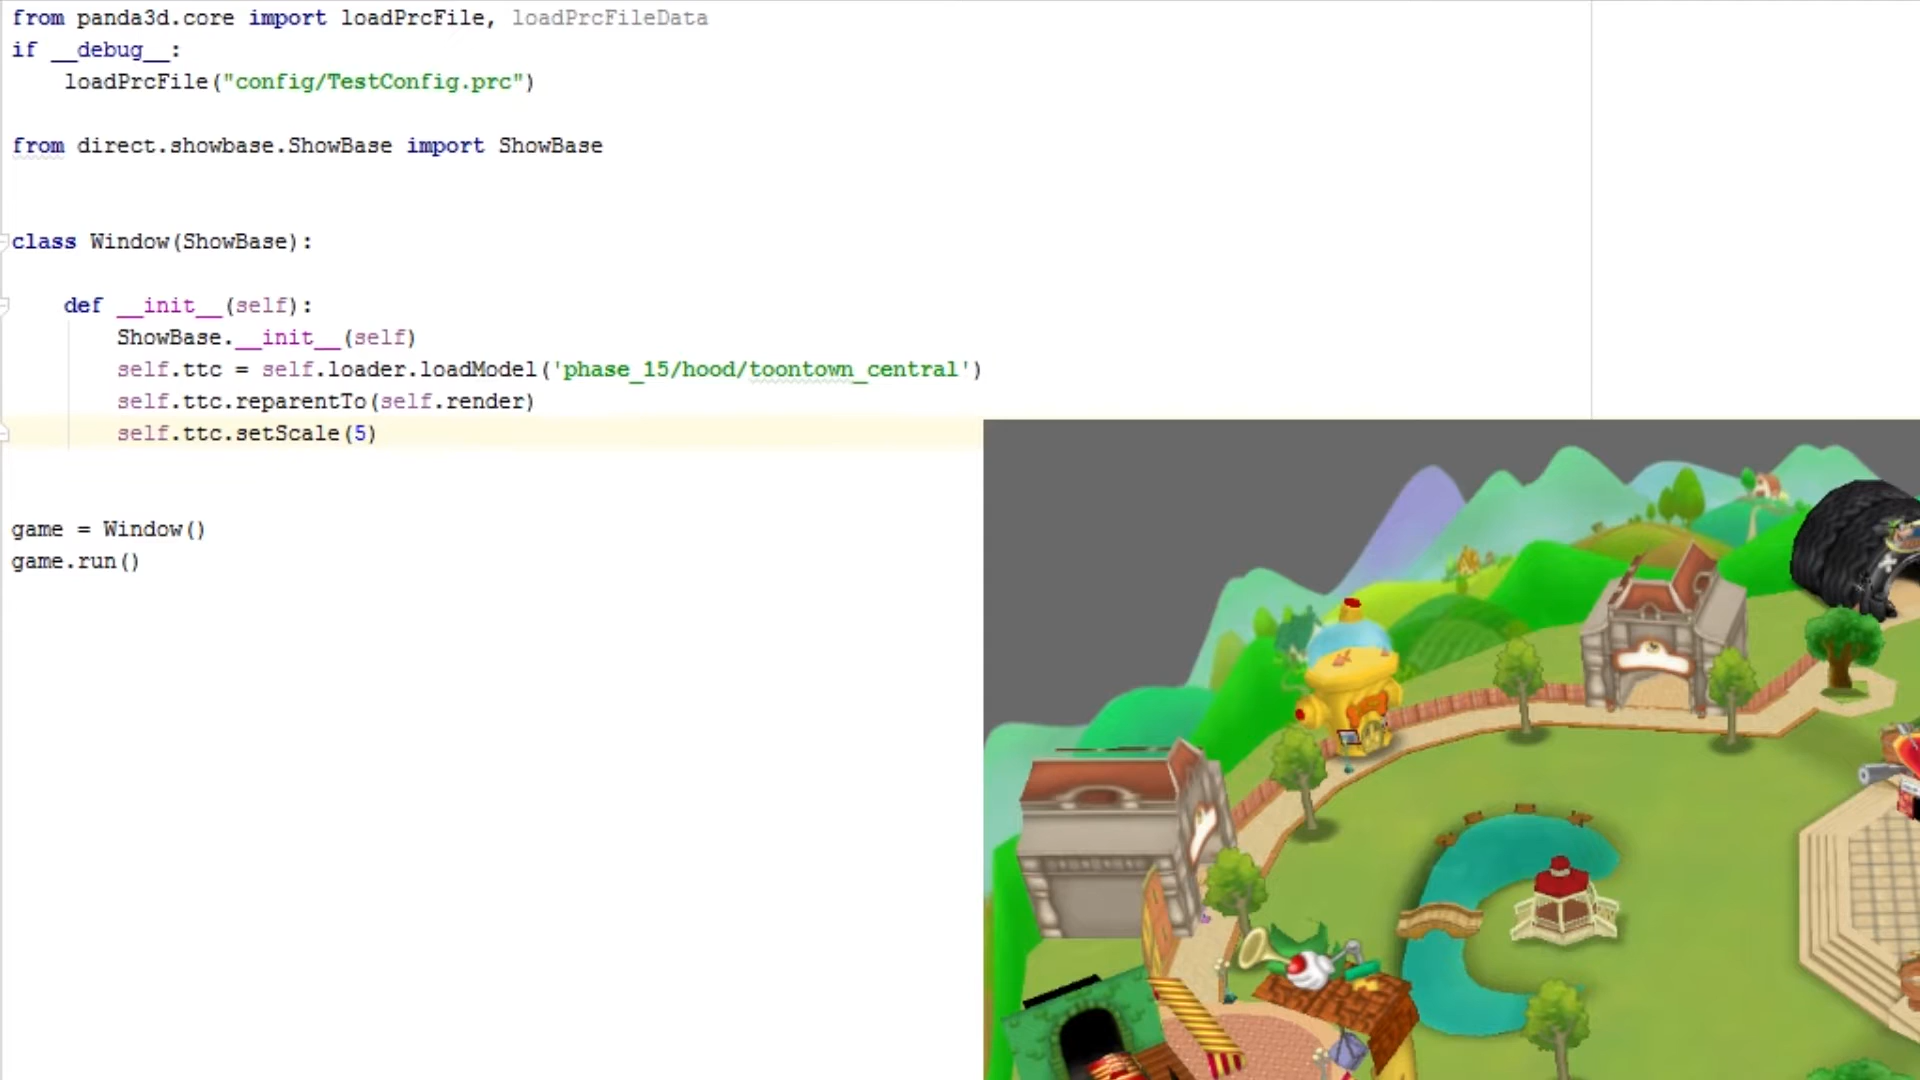 from panda3d.core import loadPrcFile, loadPrcFileData
if __debug__:
    loadPrcFile("config/TestConfig.prc")
from direct.showbase.ShowBase import ShowBase
class Window(ShowBase):
    def __init__(self):
        ShowBase.__init__(self)
        self.ttc = self.loader.loadModel('phase_15/hood/toontown_central')
        self.ttc.reparentTo(self.render)
        self.ttc.setScale(5)
game = Window()
game.run()